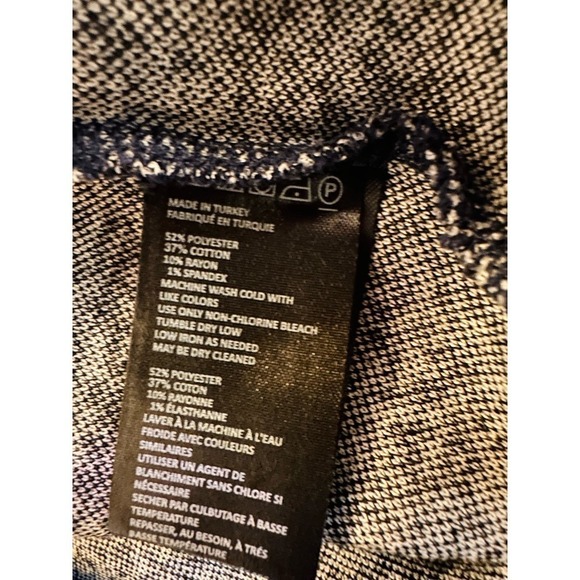 P
MADE IN TURKEY
FABRIQUÉ EN TURQUIE
52% POLYESTER
37% COTTON
10% RAYON
1% SPANDEX
MACHINE WASH COLD WITH
LIKE COLORS
USE ONLY NON-CHLORINE BLEACH
TUMBLE DRY LOW
LOW IRON AS NEEDED
MAY BE DRY CLEANED
52% POLYESTER
37% COTON
10% RAYONNE
1% ÉLASTHANNE
LAVER À LA MACHINE À L'EAU
FROIDE AVEC COULEURS
SIMILAIRES
UTILISER UN AGENT DE
BLANCHIMENT SANS CHLORE SI
NÉCESSAIRE
SECHER PAR CULBUTAGE À BASSE
TEMPERATURE
REPASSER, AU BESOIN, À TRÉS
BASSE TEMPÉRATURE